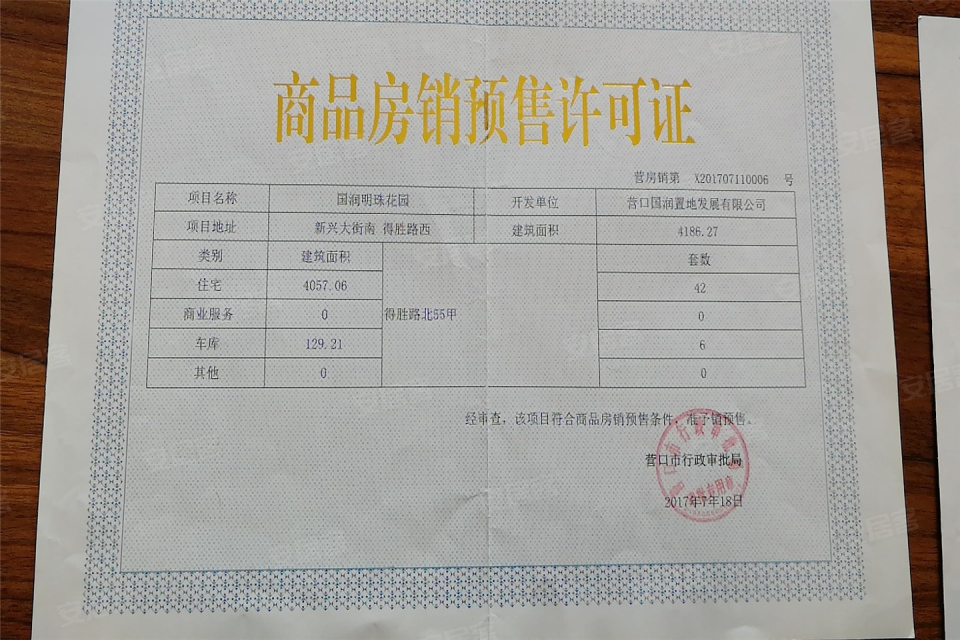 商品房销预售许可证
营房销第 X201707110006 号
项目名称 国润明珠花园 开发单位 营口国润置地发展有限公司
项目地址 新兴大街南 得胜路西 建筑面积 4186.27
类别 建筑面积 套数
住宅 4057.06 42
商业服务 0 得胜路北55甲 0
车库 129.21 6
其他 0 0
经审查，该项目符合商品房销预售条件，准予销预售。
营口市行政审批局
2017年7月18日
安居客